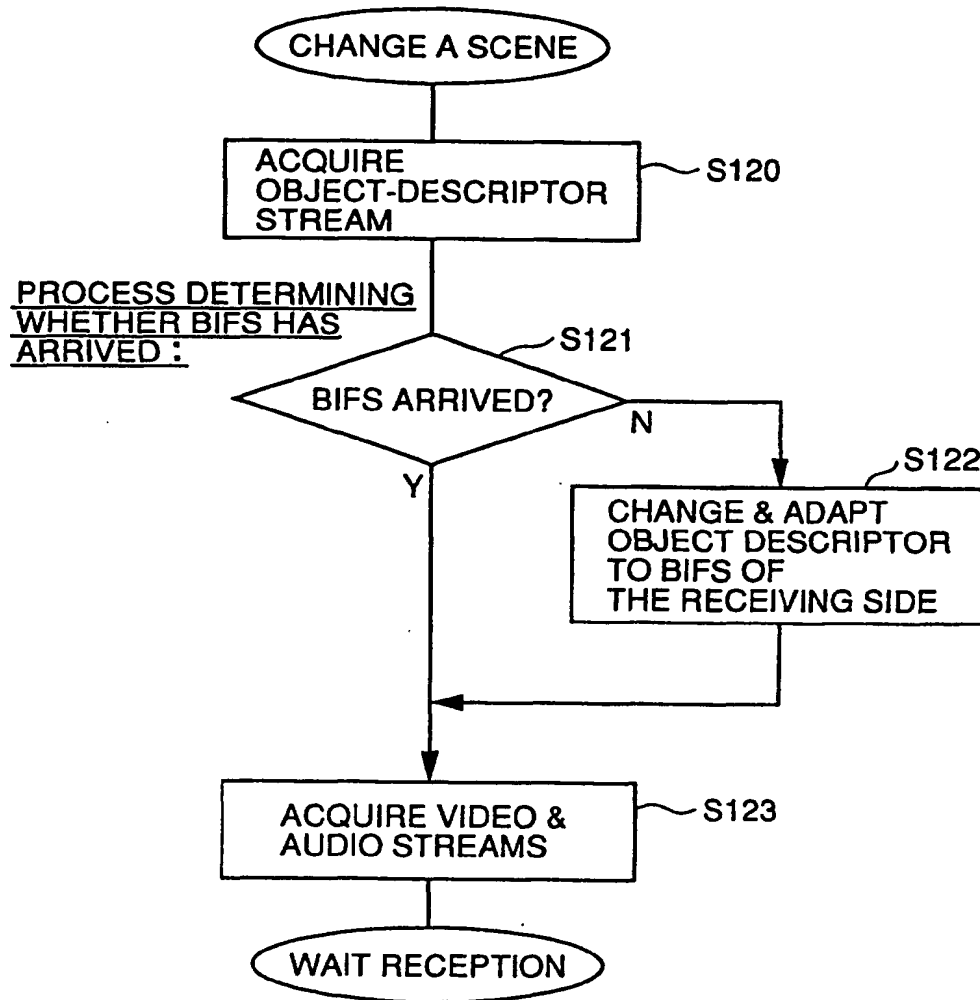 CHANGE A SCENE
ACQUIRE
OBJECT-DESCRIPTOR
STREAM
S120
PROCESS DETERMINING
WHETHER BIFS HAS
ARRIVED :
S121
BIFS ARRIVED?
N
Y
S122
CHANGE & ADAPT
OBJECT DESCRIPTOR
TO BIFS OF
THE RECEIVING SIDE
ACQUIRE VIDEO &
AUDIO STREAMS
S123
WAIT RECEPTION